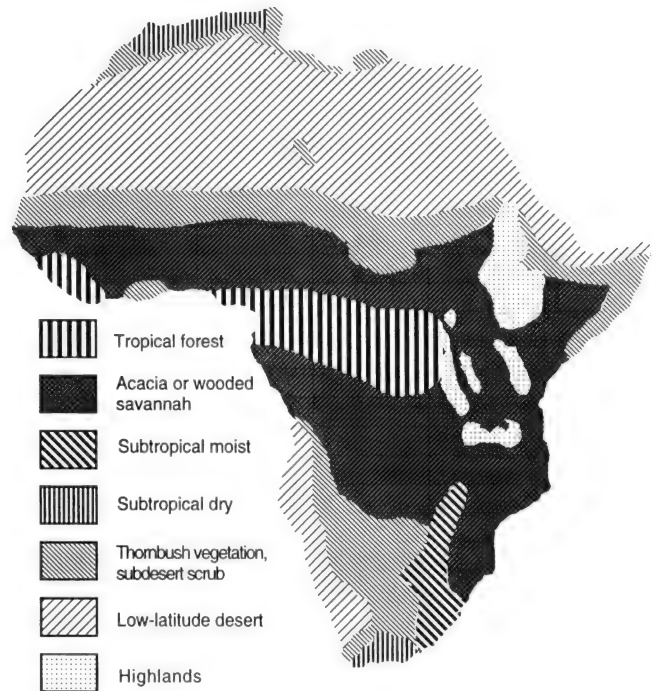 Tropical forest
Acacia or wooded
savannah
Subtropical moist
Subtropical dry
Thornbush vegetation,
subdesert scrub
Low-latitude desert
Highlands